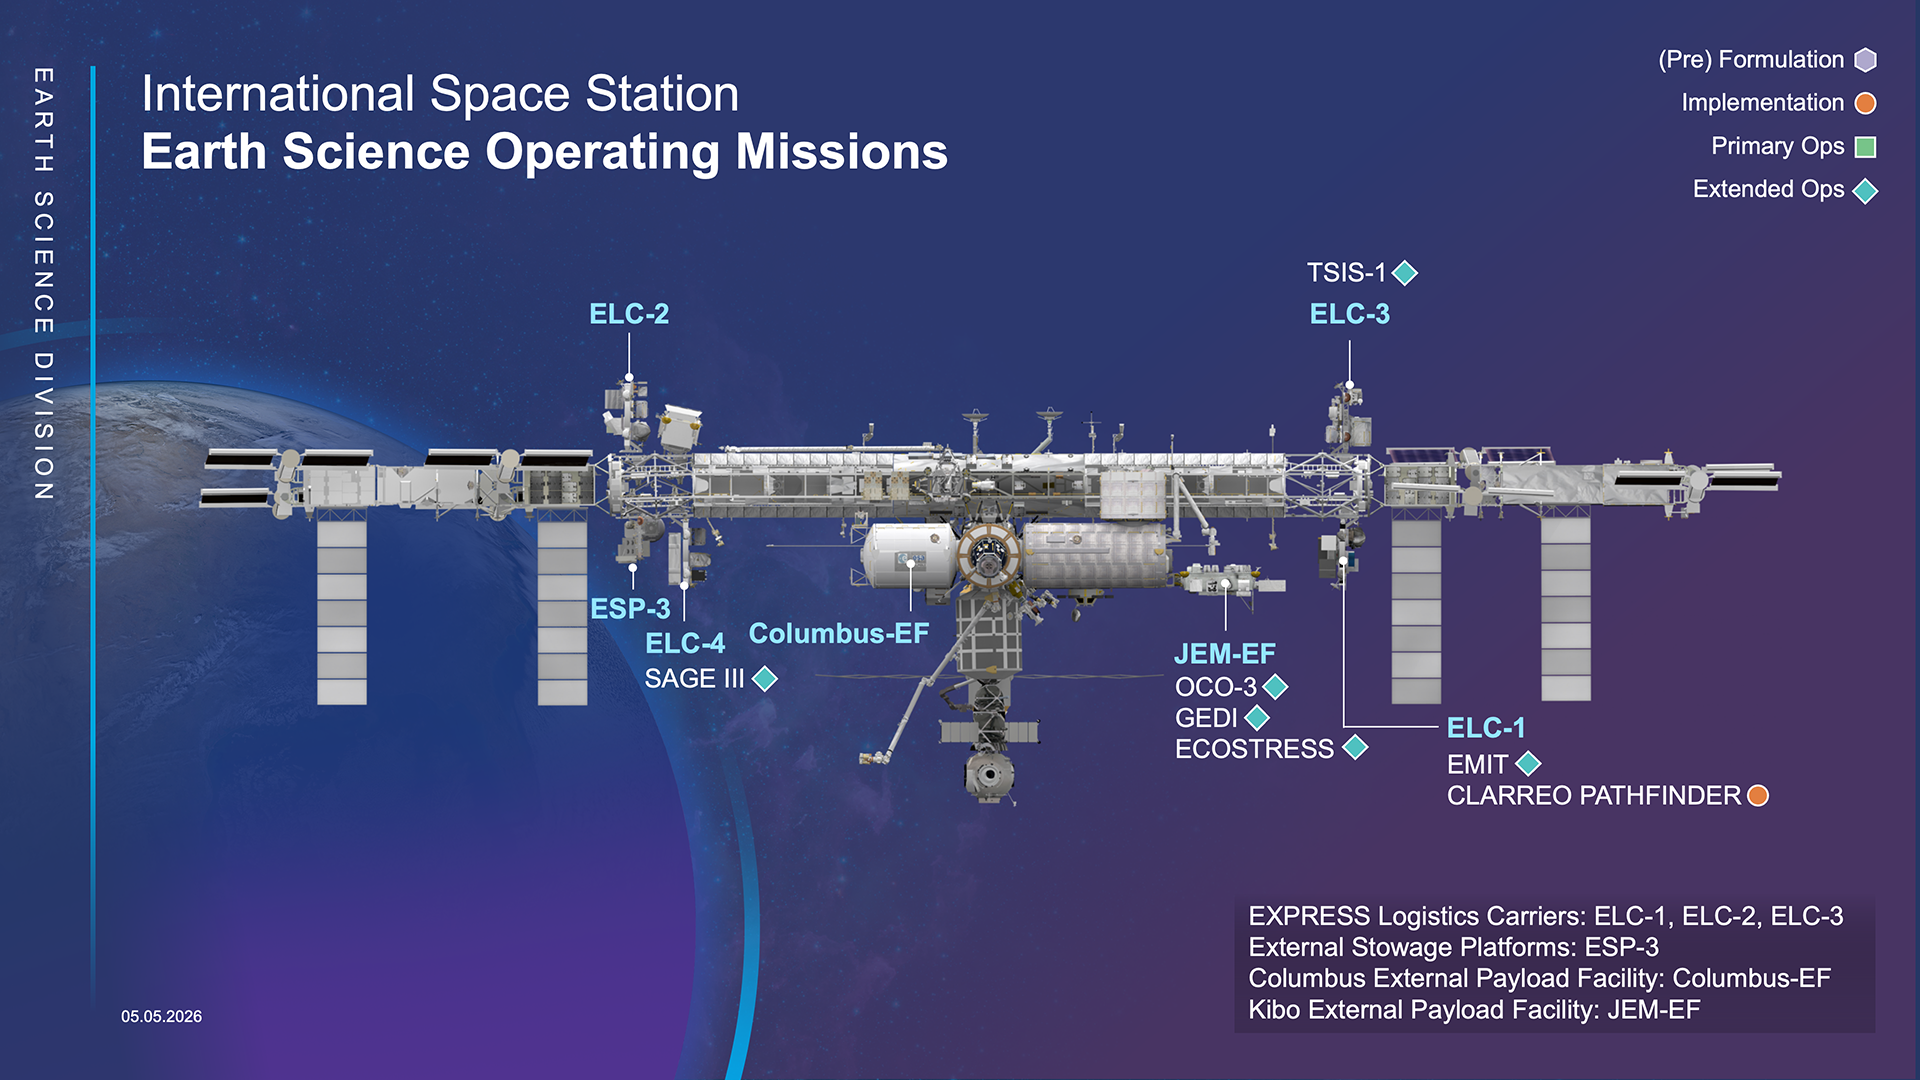 EARTH SCIENCE DIVISION
International Space Station
Earth Science Operating Missions
(Pre) Formulation
Implementation
Primary Ops
Extended Ops
TSIS-1
ELC-2
ELC-3
ESP-3
ELC-4
SAGE III
Columbus-EF
JEM-EF
OCO-3
GEDI
ECOSTRESS
ELC-1
EMIT
CLARREO PATHFINDER
EXPRESS Logistics Carriers: ELC-1, ELC-2, ELC-3
External Stowage Platforms: ESP-3
Columbus External Payload Facility: Columbus-EF
Kibo External Payload Facility: JEM-EF
05.05.2026